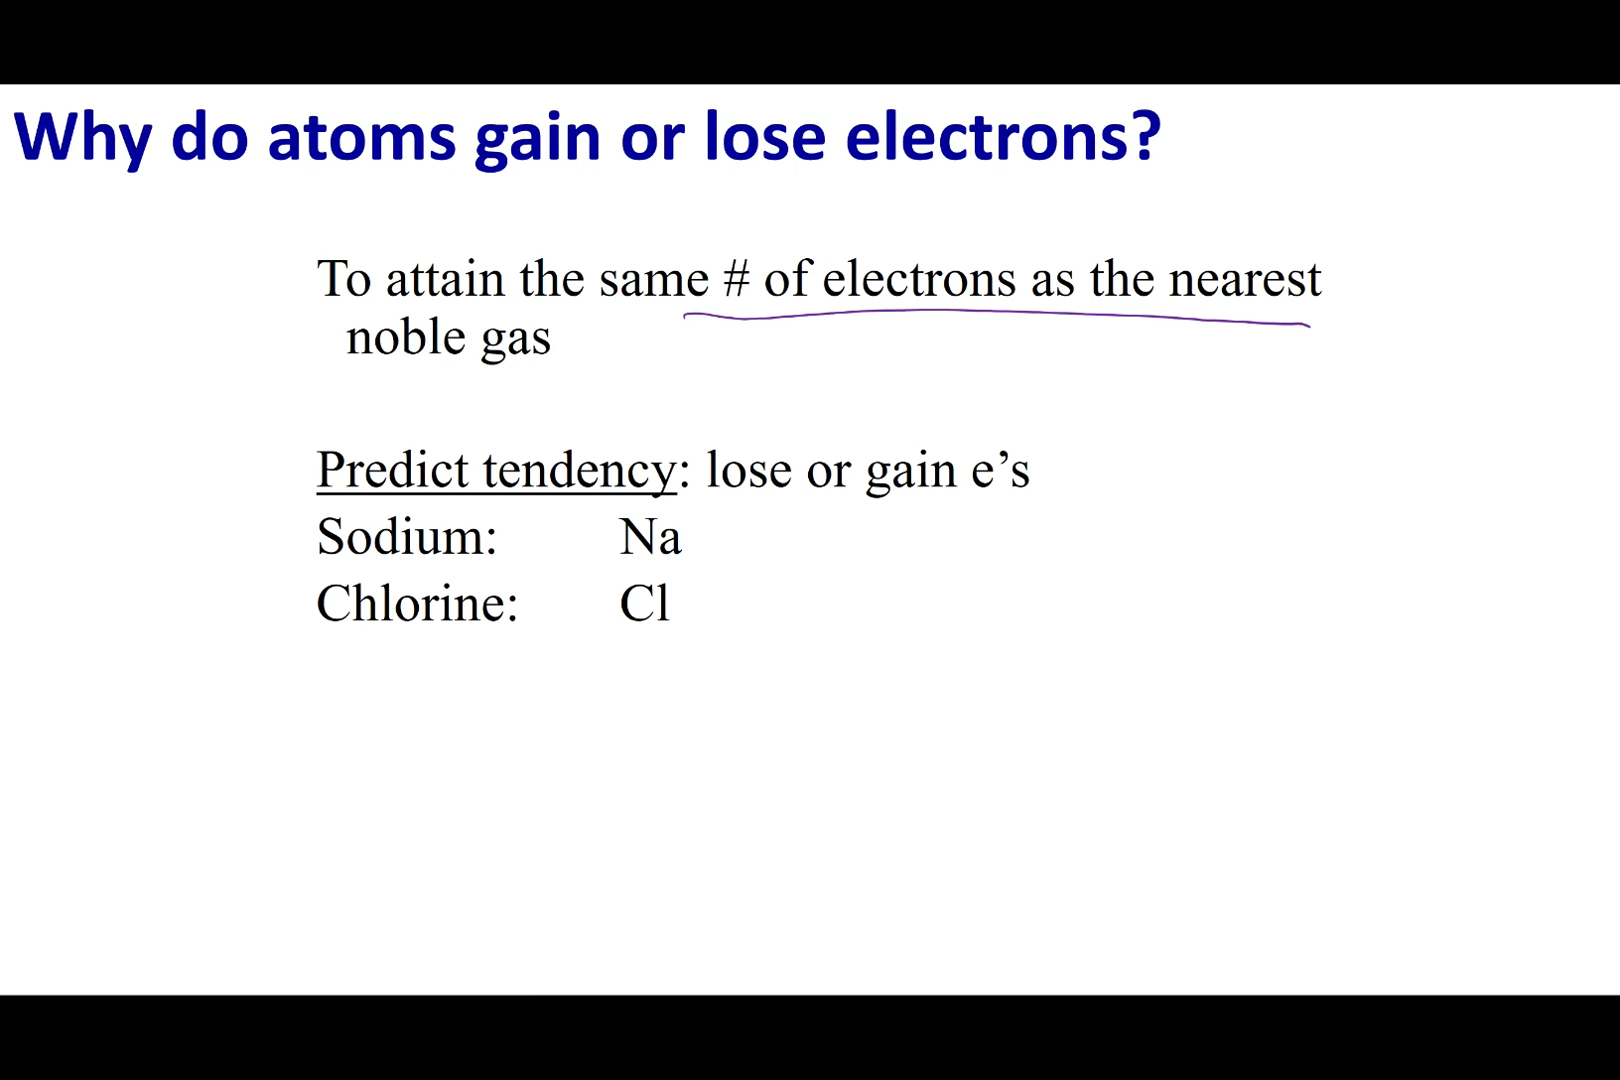 Why do atoms gain or lose electrons?
To attain the same # of electrons as the nearest
noble gas
Predict tendency: lose or gain e’s
Sodium: Na
Chlorine: Cl